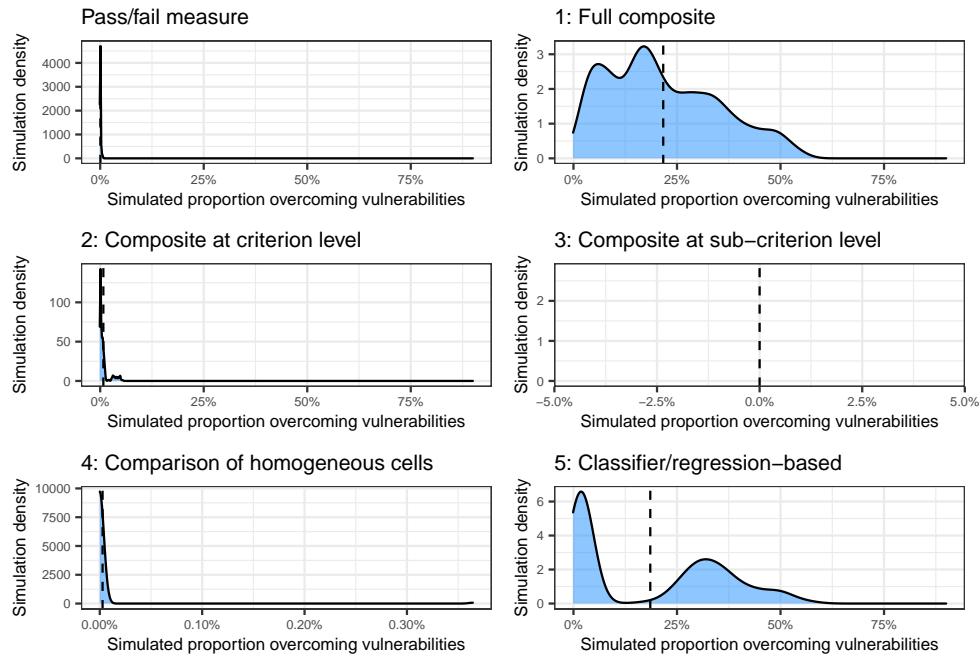 Pass/fail measure
Simulation density
4000
3000
2000
1000
0
0%
25%
50%
75%
Simulated proportion overcoming vulnerabilities
1: Full composite
Simulation density
3
2
1
0
0%
25%
50%
75%
Simulated proportion overcoming vulnerabilities
2: Composite at criterion level
Simulation density
100
50
0
0%
25%
50%
75%
Simulated proportion overcoming vulnerabilities
3: Composite at sub−criterion level
Simulation density
2
1
0
−5.0%
−2.5%
0.0%
2.5%
5.0%
Simulated proportion overcoming vulnerabilities
4: Comparison of homogeneous cells
Simulation density
10000
7500
5000
2500
0
0.00%
0.10%
0.20%
0.30%
Simulated proportion overcoming vulnerabilities
5: Classifier/regression−based
Simulation density
6
4
2
0
0%
25%
50%
75%
Simulated proportion overcoming vulnerabilities